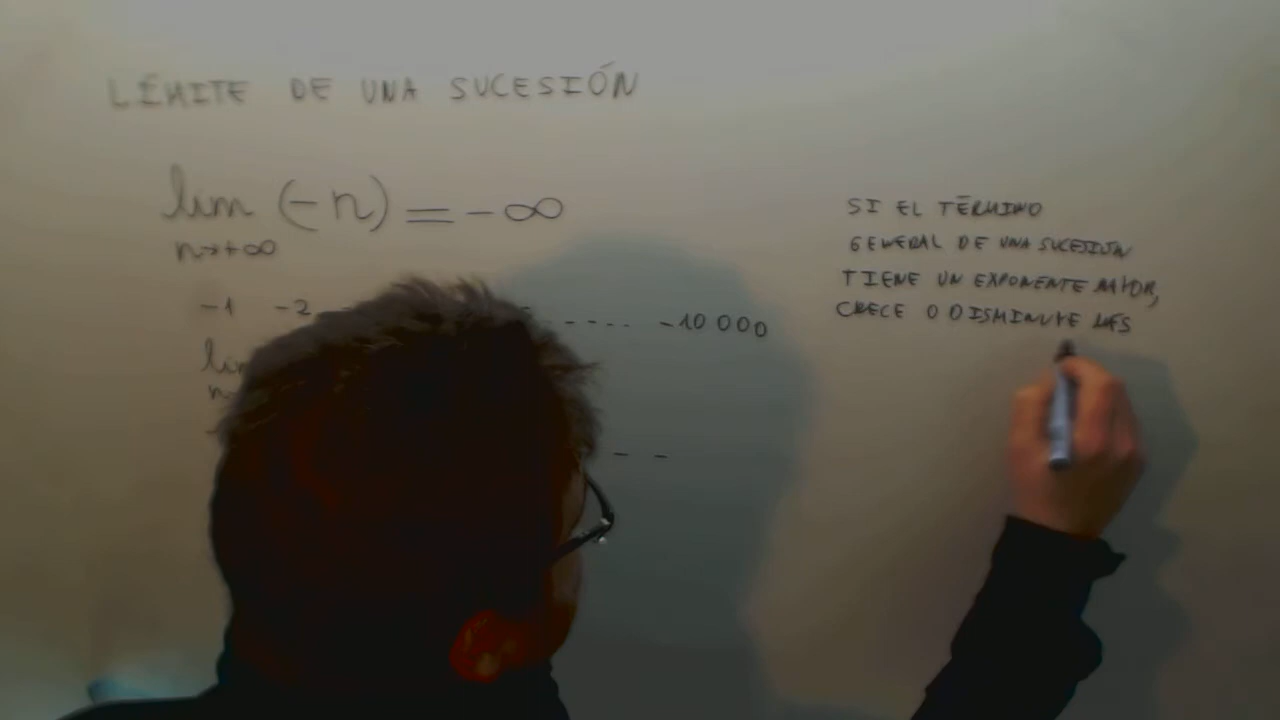 LÍMITE DE UNA SUCESIÓN
lim (-n) = -∞
n→+∞
-1 -2 ..... -10 000
lim
n-
- -
SI EL TÉRMINO
GENERAL DE UNA SUCESIÓN
TIENE UN EXPONENTE MAYOR,
CRECE O DISMINUYE MÁS